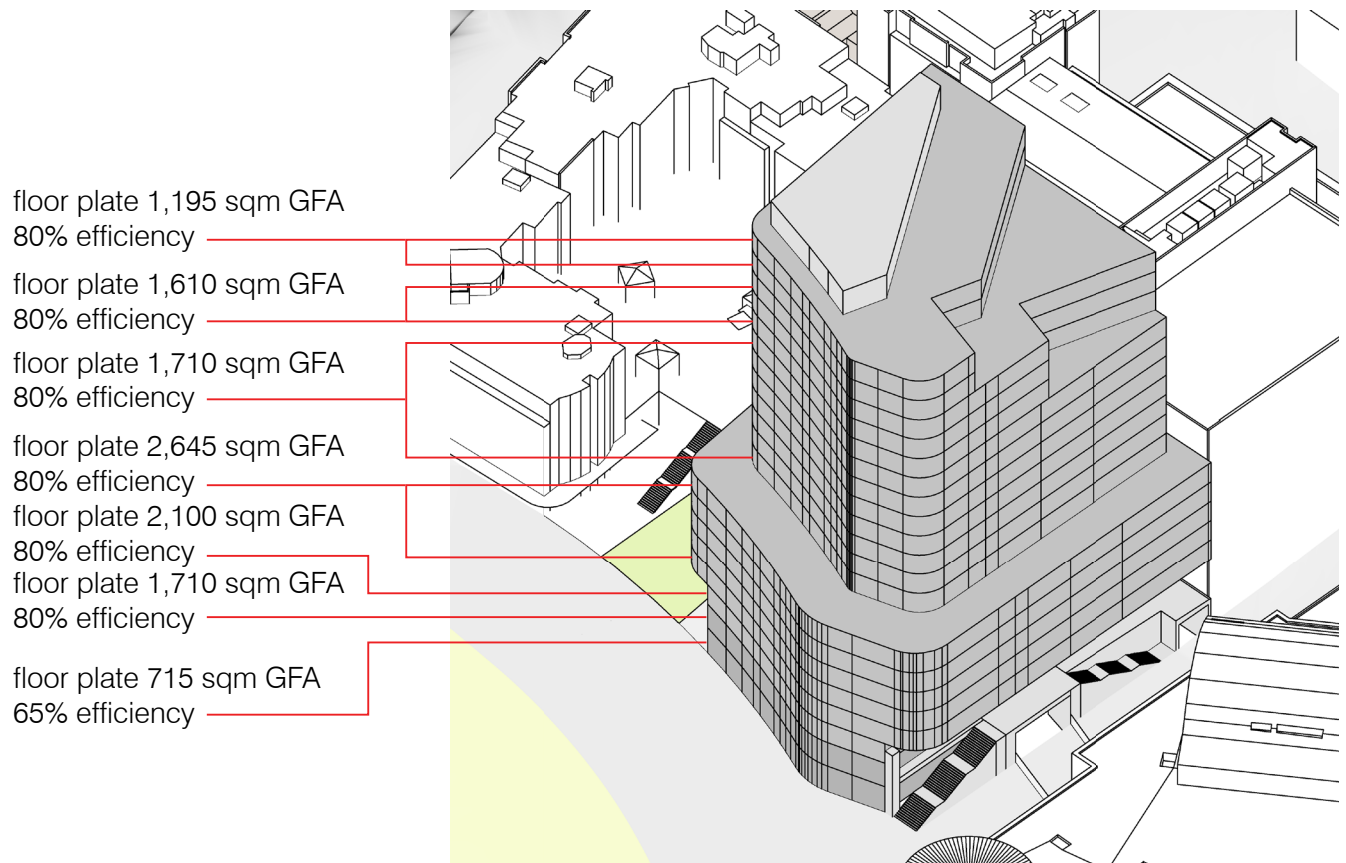 floor plate 1,195 sqm GFA
80% efficiency
floor plate 1,610 sqm GFA
80% efficiency
floor plate 1,710 sqm GFA
80% efficiency
floor plate 2,645 sqm GFA
80% efficiency
floor plate 2,100 sqm GFA
80% efficiency
floor plate 1,710 sqm GFA
80% efficiency
floor plate 715 sqm GFA
65% efficiency